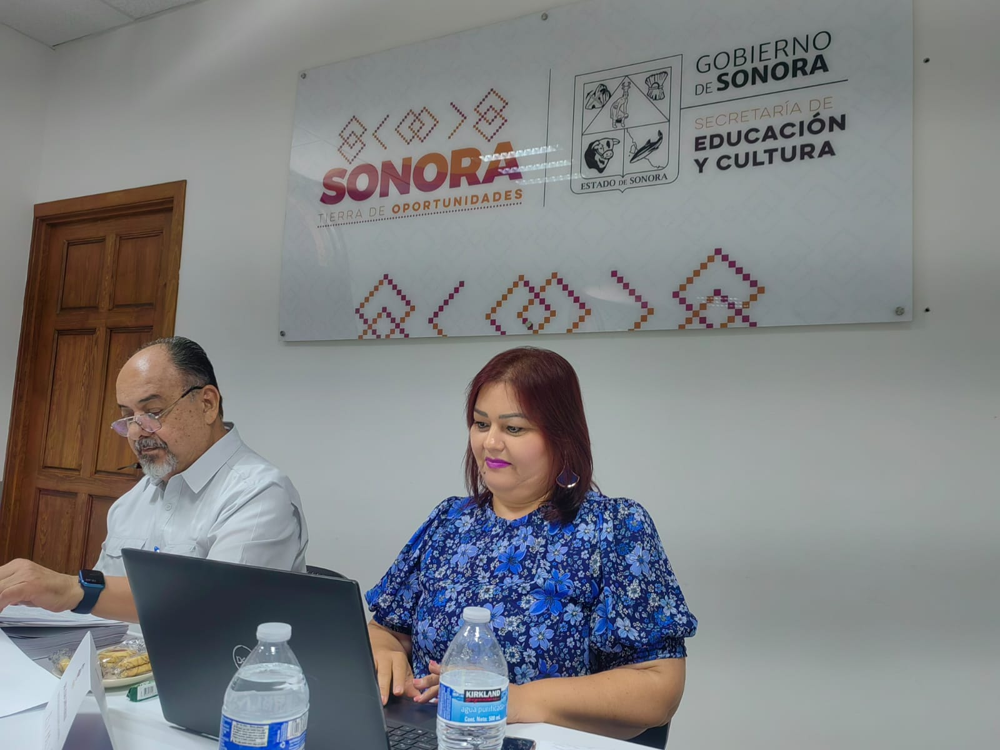 SONORA
TIERRA DE OPORTUNIDADES
ESTADO DE SONORA
GOBIERNO
DE SONORA
SECRETARÍA DE
EDUCACIÓN
Y CULTURA
KIRKLAND
Signature
agua purificada
Cont. Neto: 500 mL